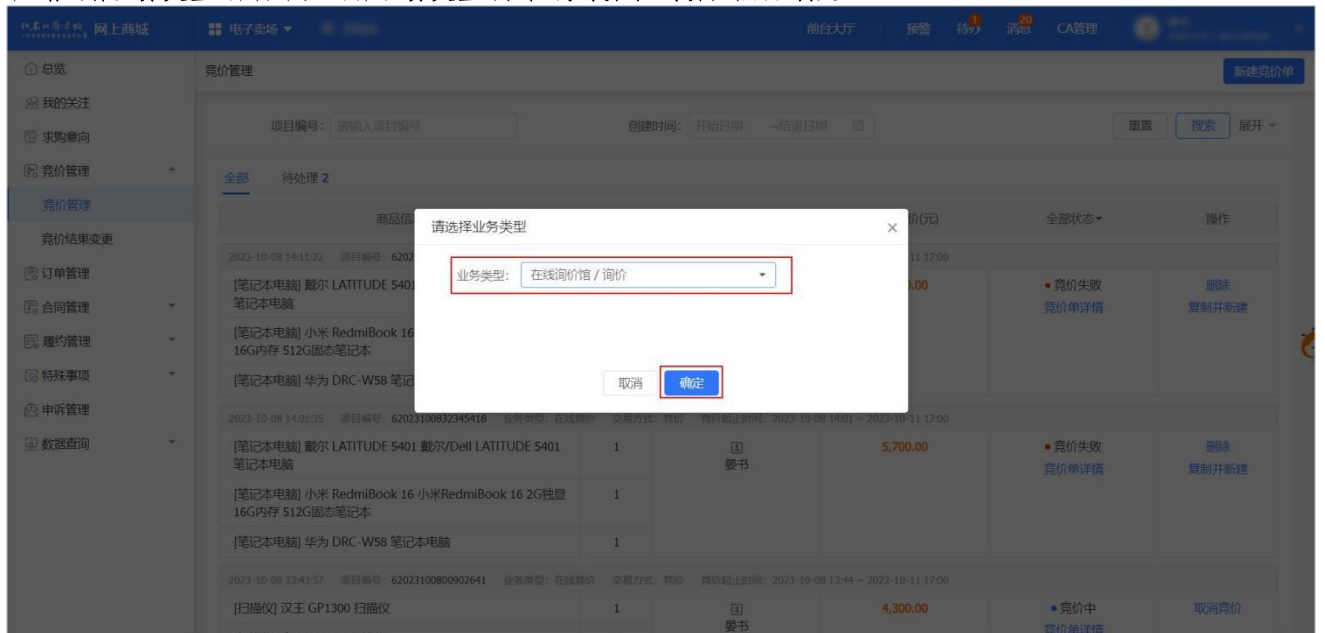 网上商城
电子卖场
前台大厅 预警 待办 1 消息 20 CA管理
总览
我的关注
求购意向
竞价管理
竞价管理
竞价结果变更
订单管理
合同管理
履约管理
特殊事项
申诉管理
数据查询
竞价管理 新建竞价单
项目编号: 请输入项目编号 创建时间: 开始日期 ~结束日期 重置 搜索 展开
全部 待处理 2
商品信 价(元) 全部状态 操作
请选择业务类型
业务类型: 在线询价馆 / 询价
取消 确定
2023-10-08 14:11:22 项目编号: 6202 11 17:00
[笔记本电脑] 戴尔 LATITUDE 5401 .00 竞价失败 删除
笔记本电脑 竞价单详情 复制并新建
[笔记本电脑] 小米 RedmiBook 16
16G内存 512G固态笔记本
[笔记本电脑] 华为 DRC-W58 笔记
2023-10-08 14:01:35 项目编号: 62023100832345418 业务类型: 在线竞价 交易方式: 竞价 竞价起止时间: 2023-10-08 14:01 ~ 2023-10-11 17:00
[笔记本电脑] 戴尔 LATITUDE 5401 戴尔/Dell LATITUDE 5401 1 晏书 5,700.00 竞价失败 删除
笔记本电脑 竞价单详情 复制并新建
[笔记本电脑] 小米 RedmiBook 16 小米RedmiBook 16 2G独显 1
16G内存 512G固态笔记本
[笔记本电脑] 华为 DRC-W58 笔记本电脑 1
2023-10-08 13:43:57 项目编号: 62023100800902641 业务类型: 在线竞价 交易方式: 竞价 竞价起止时间: 2023-10-08 13:44 ~ 2023-10-11 17:00
[扫描仪] 汉王 GP1300 扫描仪 1 晏书 4,300.00 竞价中 取消竞价
竞价单详情